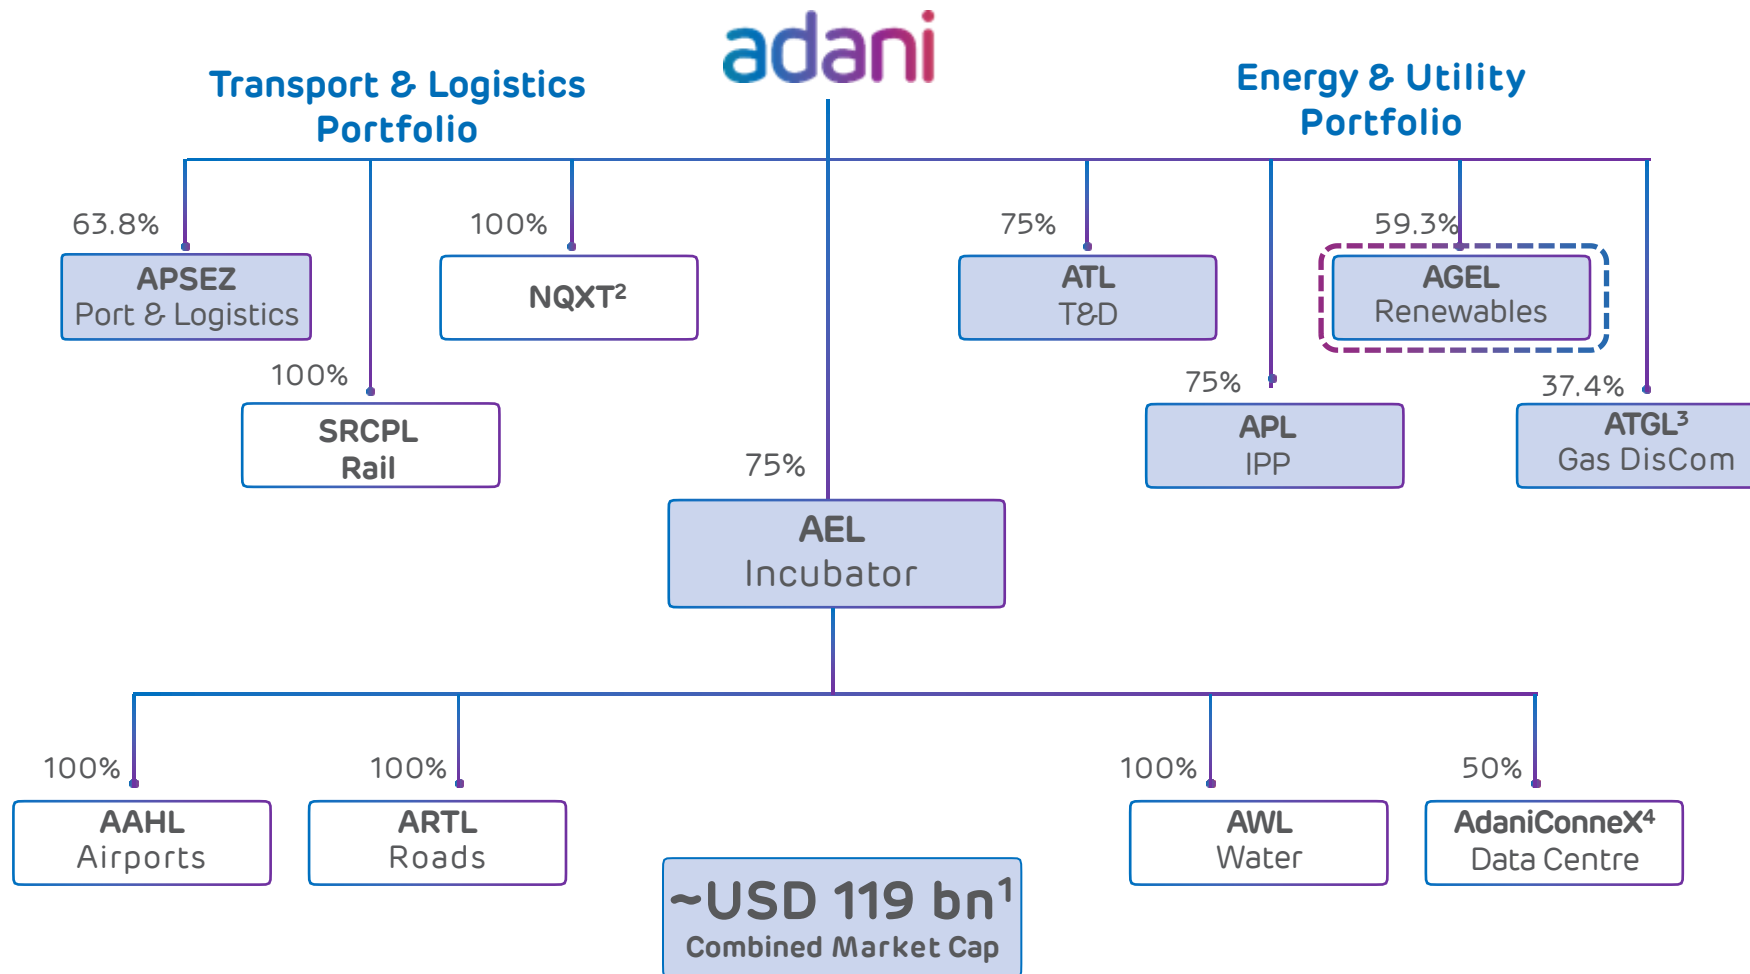 adani
Transport & Logistics
Portfolio
Energy & Utility
Portfolio
63.8%
APSEZ
Port & Logistics
100%
SRCPL
Rail
100%
NQXT²
75%
AEL
Incubator
75%
ATL
T&D
75%
APL
IPP
59.3%
AGEL
Renewables
37.4%
ATGL³
Gas DisCom
100%
AAHL
Airports
100%
ARTL
Roads
100%
AWL
Water
50%
AdaniConneX⁴
Data Centre
~USD 119 bn¹
Combined Market Cap